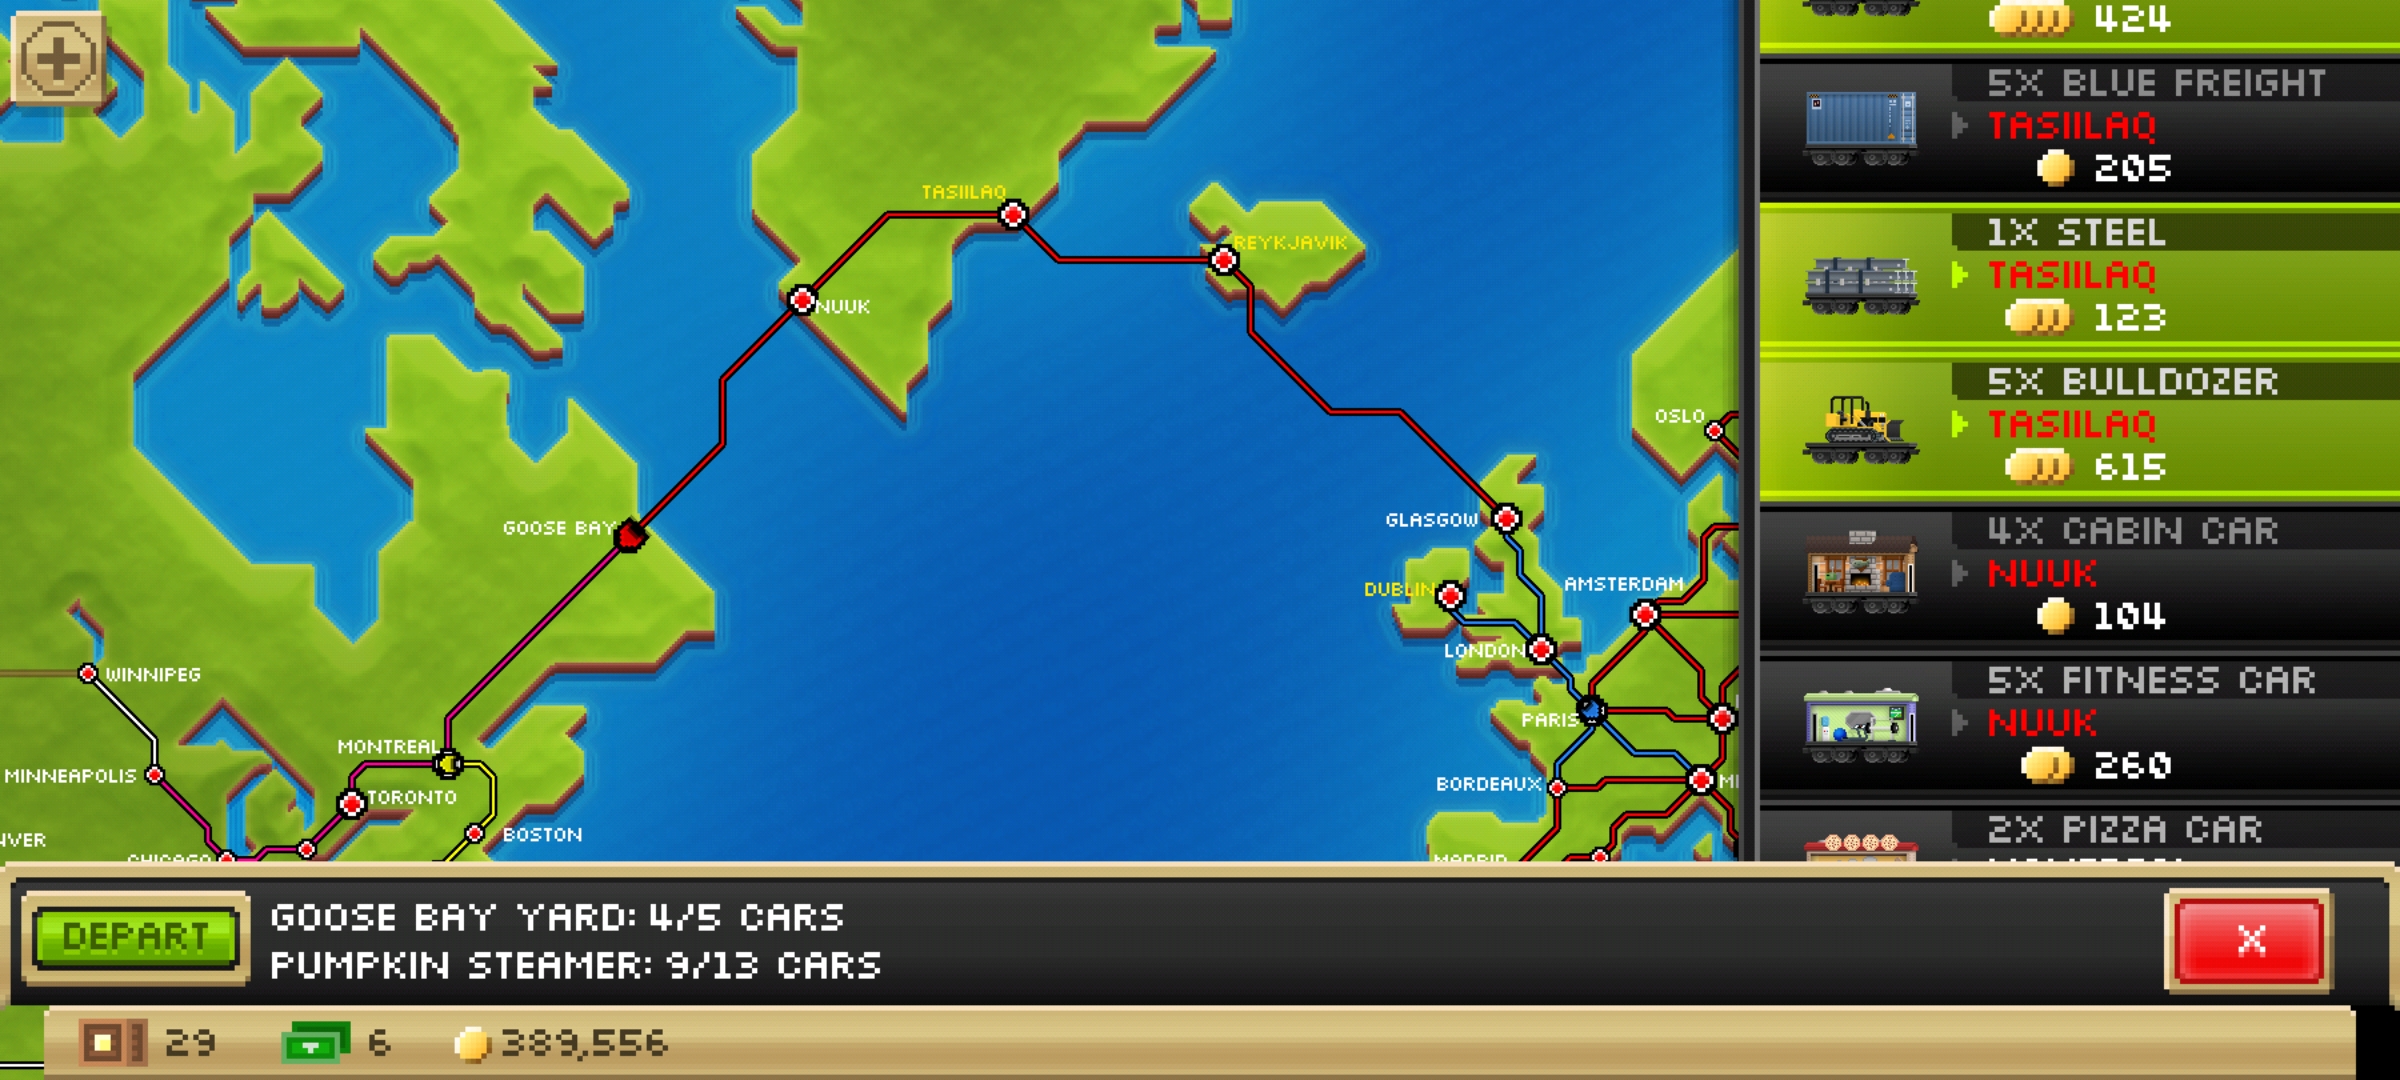 424
5X BLUE FREIGHT
TASIILAQ
205
1X STEEL
TASIILAQ
123
5X BULLDOZER
TASIILAQ
615
4X CABIN CAR
NUUK
104
5X FITNESS CAR
NUUK
260
2X PIZZA CAR
TASIILAQ
REYKJAVIK
NUUK
OSLO
GOOSE BAY
GLASGOW
AMSTERDAM
DUBLIN
LONDON
WINNIPEG
PARIS
MONTREAL
MINNEAPOLIS
BORDEAUX
TORONTO
BOSTON
CHICAGO
MADRID
DEPART
GOOSE BAY YARD: 4/5 CARS
PUMPKIN STEAMER: 9/13 CARS
X
29
6
389,556